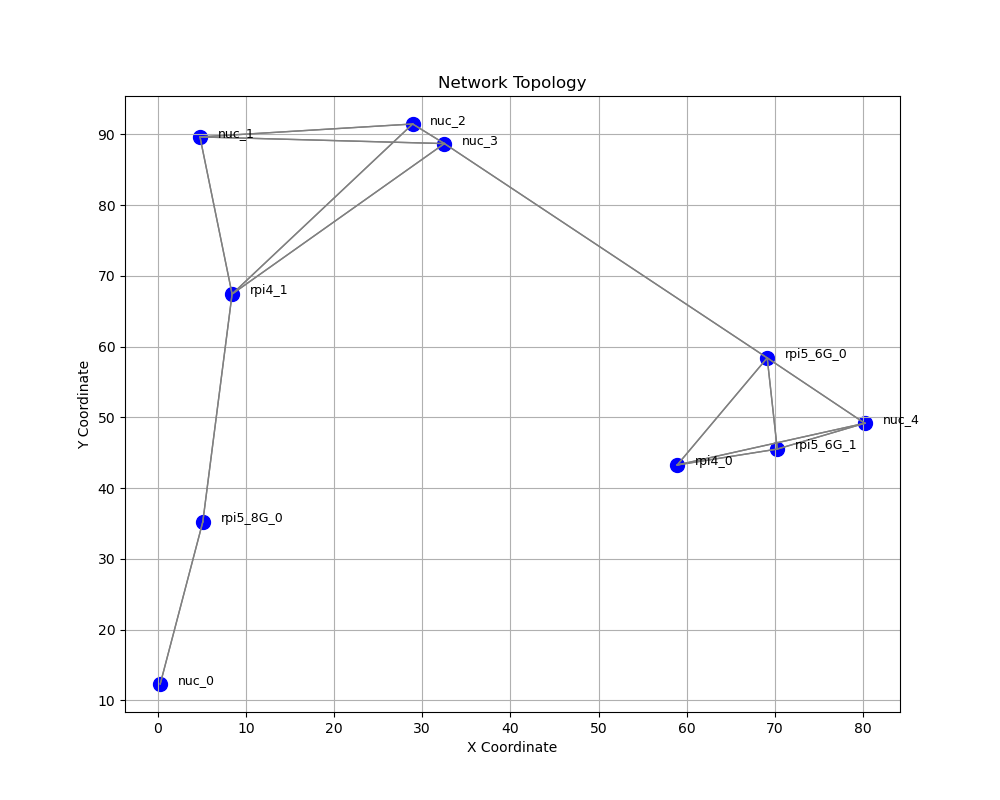 Network Topology
Y Coordinate
90
80
70
60
50
40
30
20
10
nuc_1
nuc_2
nuc_3
rpi4_1
rpi5_6G_0
nuc_4
rpi5_6G_1
rpi4_0
rpi5_8G_0
nuc_0
0 10 20 30 40 50 60 70 80
X Coordinate